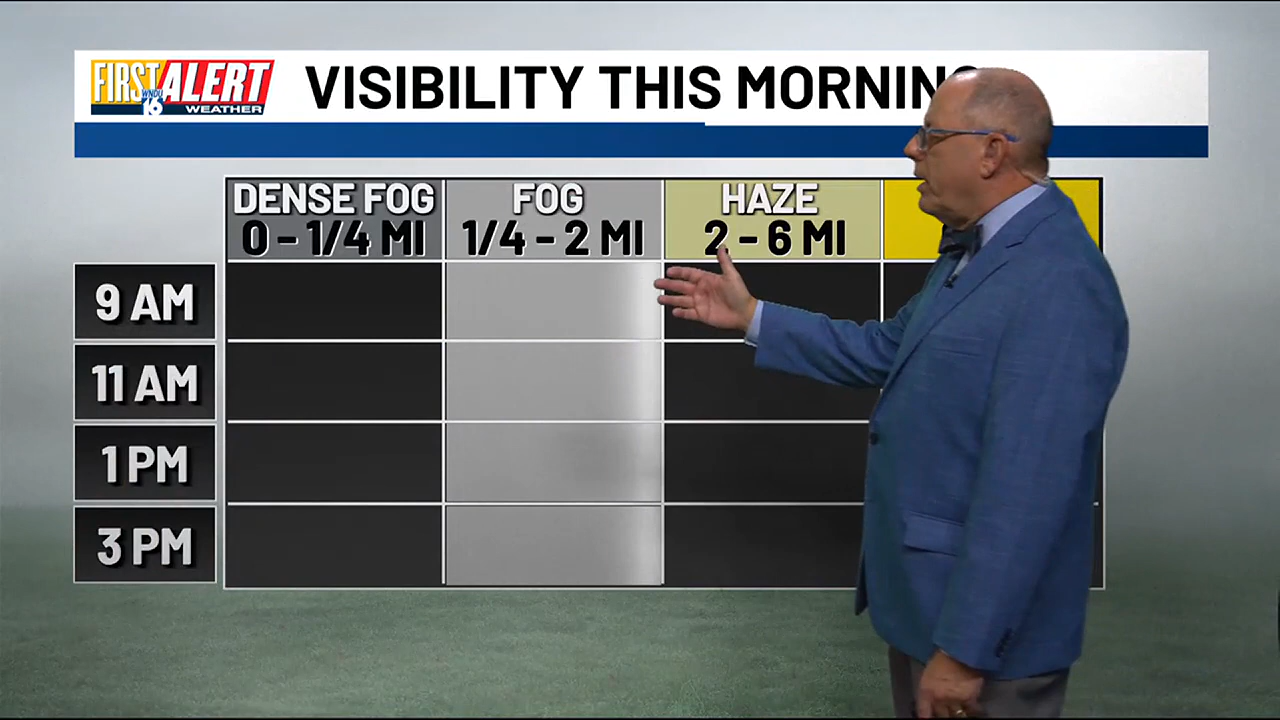 FIRST ALERT
WNDU
16
WEATHER
VISIBILITY THIS MORNING
DENSE FOG
0 – 1/4 MI
FOG
1/4 – 2 MI
HAZE
2 – 6 MI
9 AM
11 AM
1 PM
3 PM